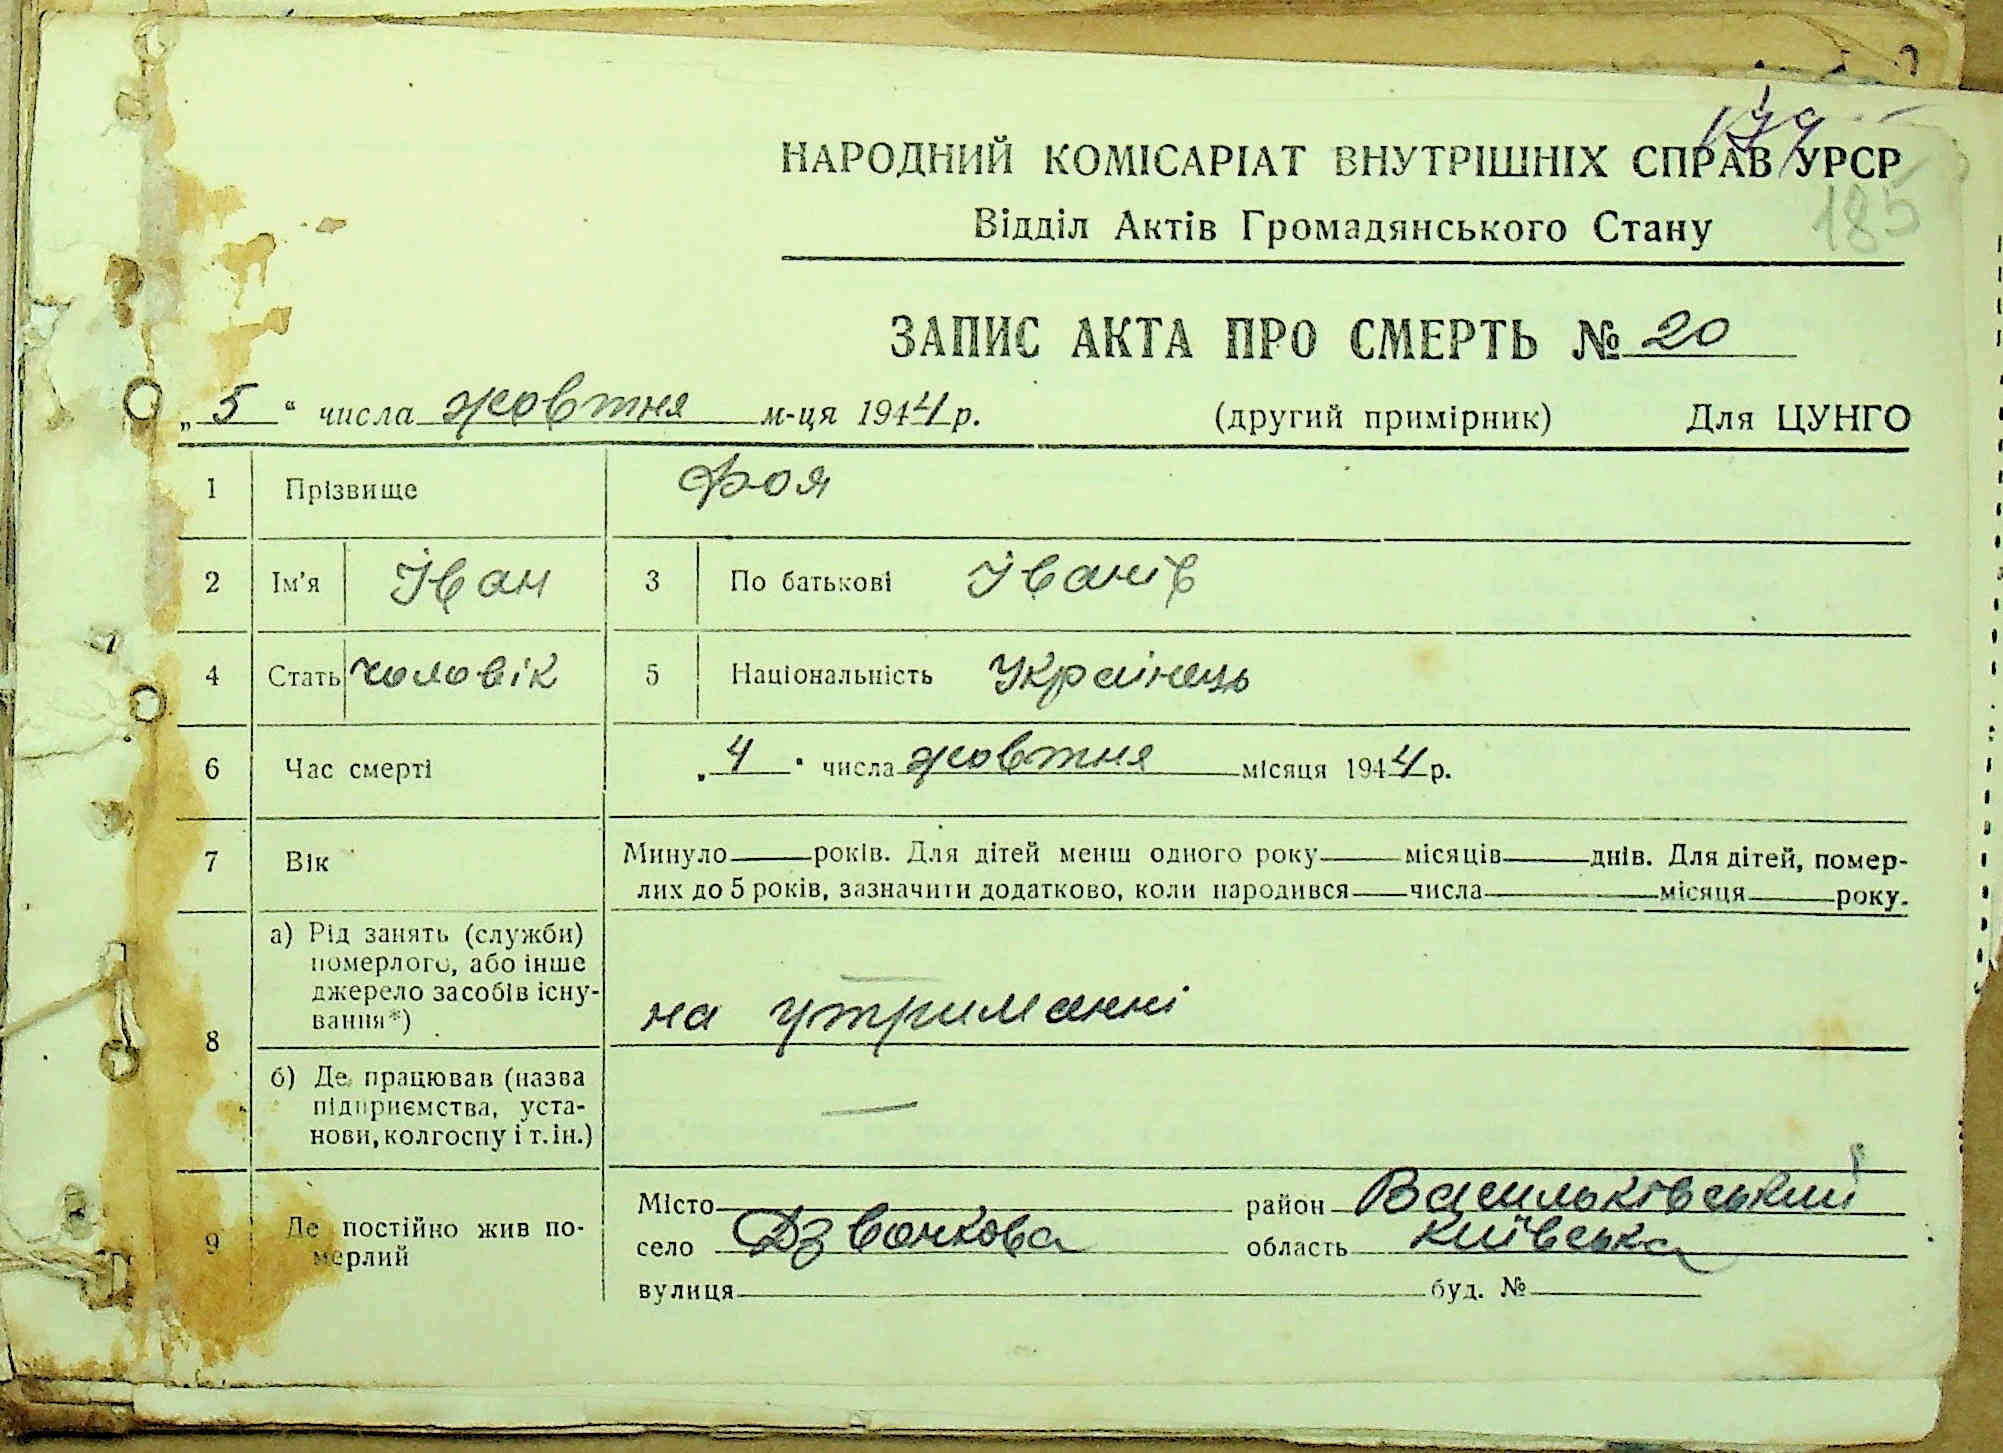 179
НАРОДНИЙ КОМІСАРІАТ ВНУТРІШНІХ СПРАВ УРСР
185
Відділ Актів Громадянського Стану
ЗАПИС АКТА ПРО СМЕРТЬ № 20
„ 5 “ числа жовтня м-ця 1944 р. (другий примірник) Для ЦУНГО
1 Прізвище Фоя
2 Ім’я Іван 3 По батькові Іванів
4 Стать чоловік 5 Національність Українець
6 Час смерті „ 4 “ числа жовтня місяця 1944 р.
7 Вік Минуло — років. Для дітей менш одного року — місяців — днів. Для дітей, помер-
лих до 5 років, зазначити додатково, коли народився — числа — місяця — року.
8 а) Рід занять (служби)
померлого, або інше
джерело засобів існу-
вання*)
на утриманні
б) Де працював (назва
підприємства, уста-
нови, колгоспу і т. ін.)
—
9 Де постійно жив по-
мерлий
Місто район Васильківський
село Дзвонкова область Київська
вулиця буд. №